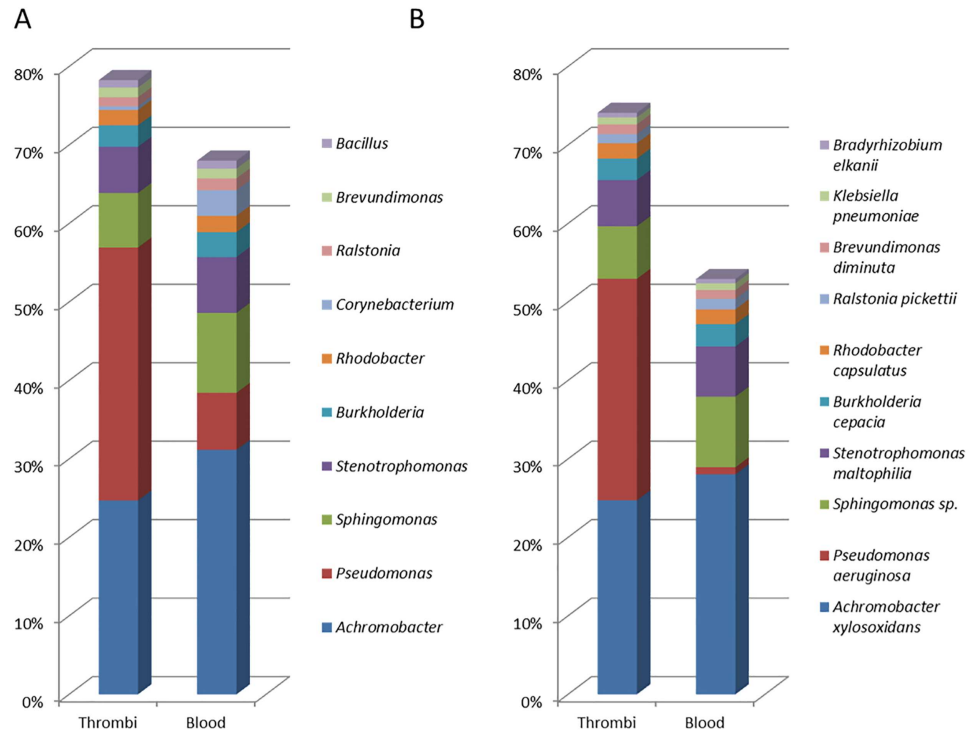 A
80%
70%
60%
50%
40%
30%
20%
10%
0%
Thrombi
Blood
Bacillus
Brevundimonas
Ralstonia
Corynebacterium
Rhodobacter
Burkholderia
Stenotrophomonas
Sphingomonas
Pseudomonas
Achromobacter
B
80%
70%
60%
50%
40%
30%
20%
10%
0%
Thrombi
Blood
Bradyrhizobium
elkanii
Klebsiella
pneumoniae
Brevundimonas
diminuta
Ralstonia pickettii
Rhodobacter
capsulatus
Burkholderia
cepacia
Stenotrophomonas
maltophilia
Sphingomonas sp.
Pseudomonas
aeruginosa
Achromobacter
xylosoxidans